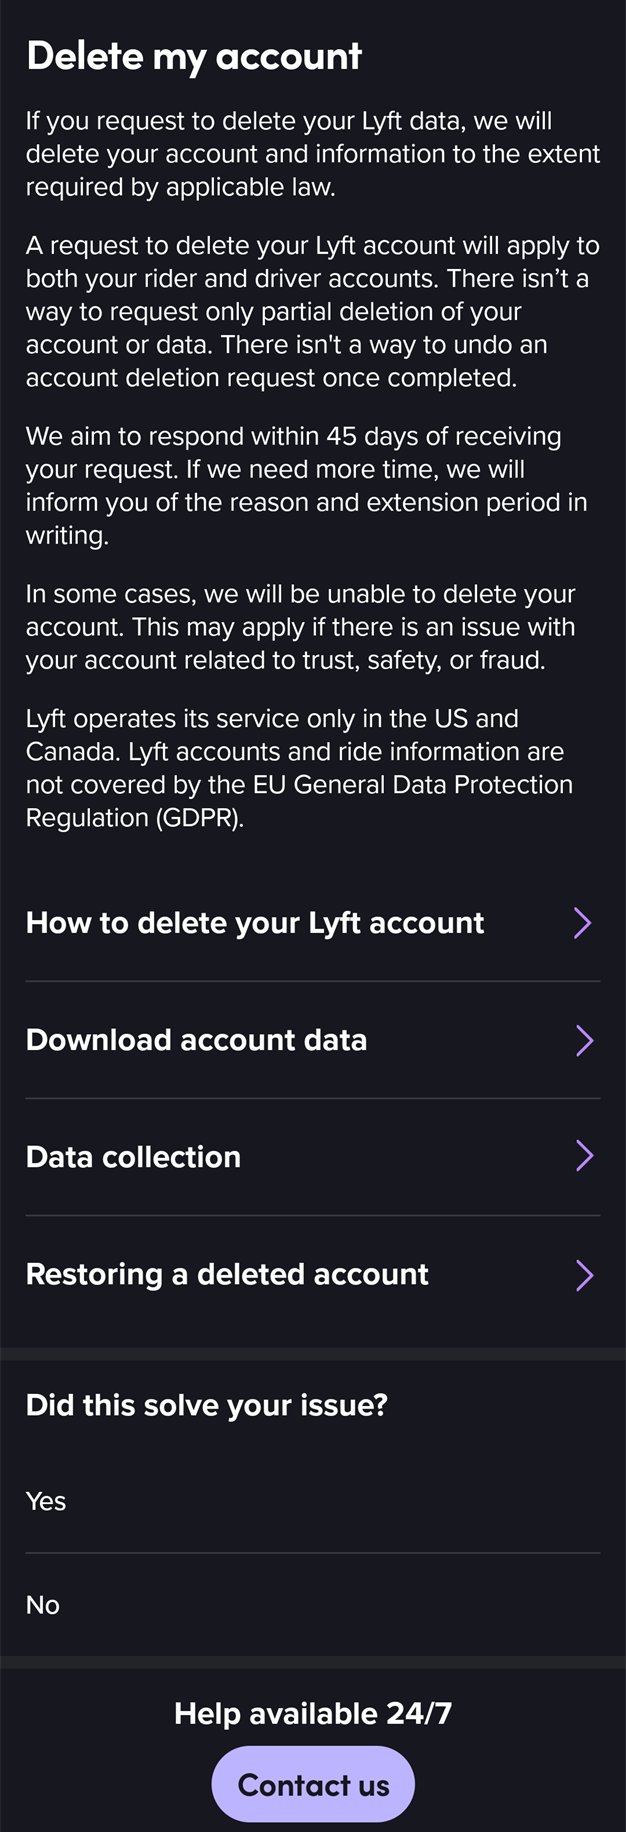 Delete my account
If you request to delete your Lyft data, we will
delete your account and information to the extent
required by applicable law.
A request to delete your Lyft account will apply to
both your rider and driver accounts. There isn’t a
way to request only partial deletion of your
account or data. There isn't a way to undo an
account deletion request once completed.
We aim to respond within 45 days of receiving
your request. If we need more time, we will
inform you of the reason and extension period in
writing.
In some cases, we will be unable to delete your
account. This may apply if there is an issue with
your account related to trust, safety, or fraud.
Lyft operates its service only in the US and
Canada. Lyft accounts and ride information are
not covered by the EU General Data Protection
Regulation (GDPR).
How to delete your Lyft account
Download account data
Data collection
Restoring a deleted account
Did this solve your issue?
Yes
No
Help available 24/7
Contact us